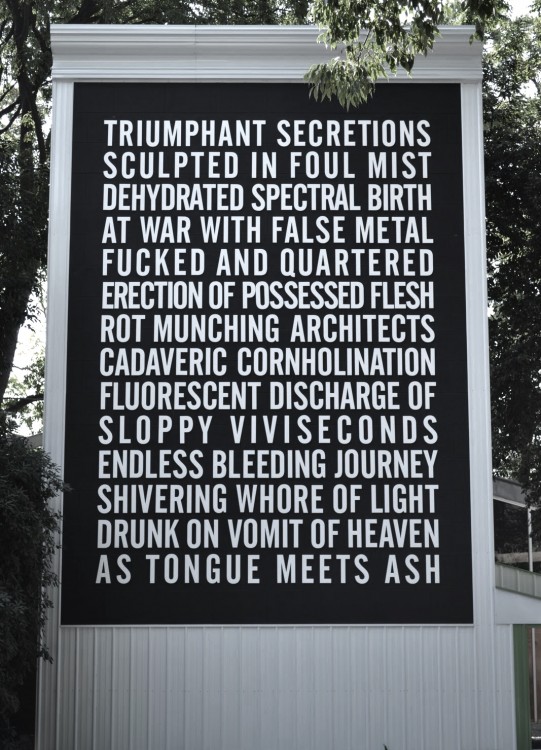 TRIUMPHANT SECRETIONS
SCULPTED IN FOUL MIST
DEHYDRATED SPECTRAL BIRTH
AT WAR WITH FALSE METAL
FUCKED AND QUARTERED
ERECTION OF POSSESSED FLESH
ROT MUNCHING ARCHITECTS
CADAVERIC CORNHOLINATION
FLUORESCENT DISCHARGE OF
SLOPPY VIVISECONDS
ENDLESS BLEEDING JOURNEY
SHIVERING WHORE OF LIGHT
DRUNK ON VOMIT OF HEAVEN
AS TONGUE MEETS ASH